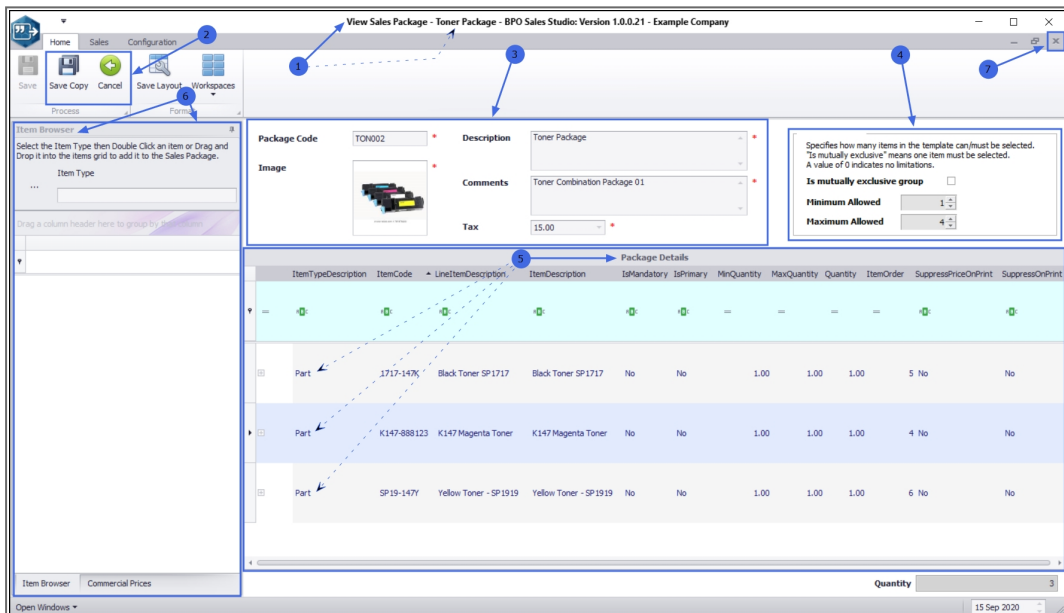 View Sales Package - Toner Package - BPO Sales Studio: Version 1.0.0.21 - Example Company
Home Sales Configuration
2
1
3
4
7
Save Save Copy Cancel Save Layout Workspaces
6
Process Format
Item Browser
Select the Item Type then Double Click an item or Drag and
Drop it into the items grid to add it to the Sales Package.
Item Type
...
Drag a column header here to group by that column
Package Code TON002 *
Image *
Description Toner Package *
Comments Toner Combination Package 01 *
Tax 15.00 *
Specifies how many items in the template can/must be selected.
"Is mutually exclusive" means one item must be selected.
A value of 0 indicates no limitations.
Is mutually exclusive group
Minimum Allowed 1
Maximum Allowed 4
5
Package Details
ItemTypeDescription ItemCode LineItemDescription ItemDescription IsMandatory IsPrimary MinQuantity MaxQuantity Quantity ItemOrder SuppressPriceOnPrint SuppressOnPrint
Part 1717-147K Black Toner SP1717 Black Toner SP1717 No No 1.00 1.00 1.00 5 No No
Part K147-888123 K147 Magenta Toner K147 Magenta Toner No No 1.00 1.00 1.00 4 No No
Part SP19-147Y Yellow Toner - SP1919 Yellow Toner - SP1919 No No 1.00 1.00 1.00 6 No No
Item Browser Commercial Prices
Quantity 3
Open Windows 15 Sep 2020